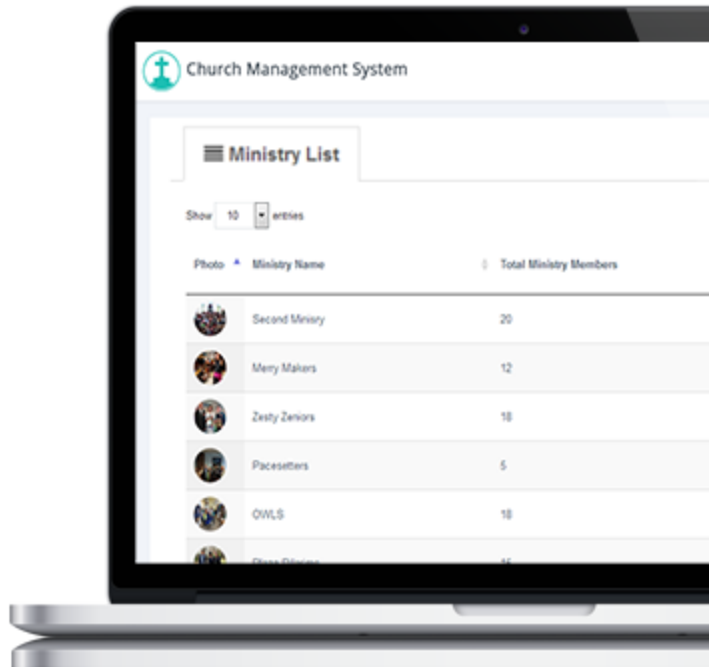 Church Management System
Ministry List
Show 10 entries
Photo Ministry Name Total Ministry Members
Second Minisry 20
Merry Makers 12
Zesty Zeniors 18
Pacesetters 5
OWLS 18